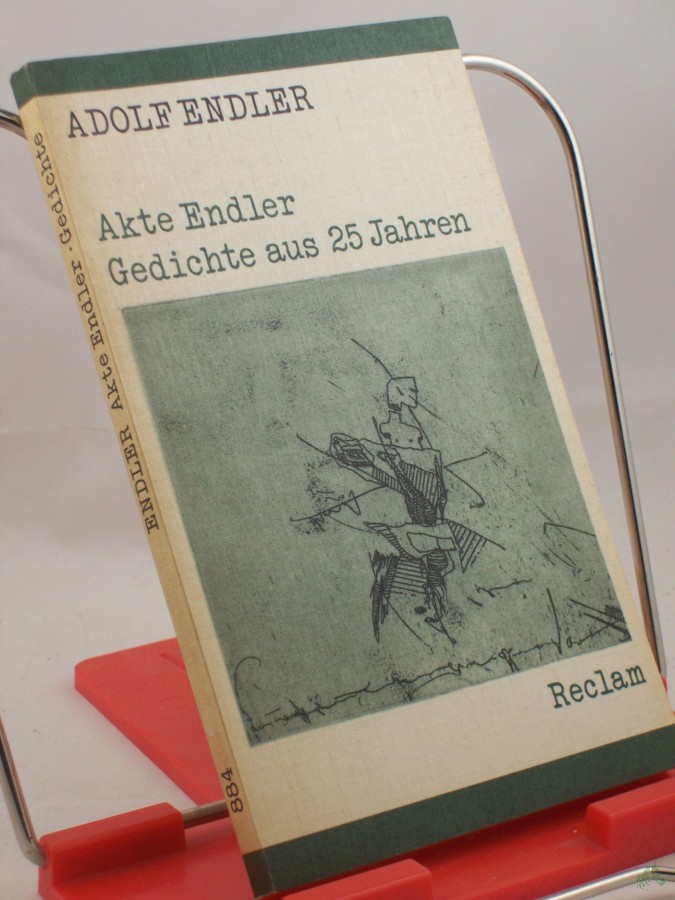 ADOLF ENDLER
Akte Endler
Gedichte aus 25 Jahren
Reclam
ENDLER Akte Endler · Gedichte
884